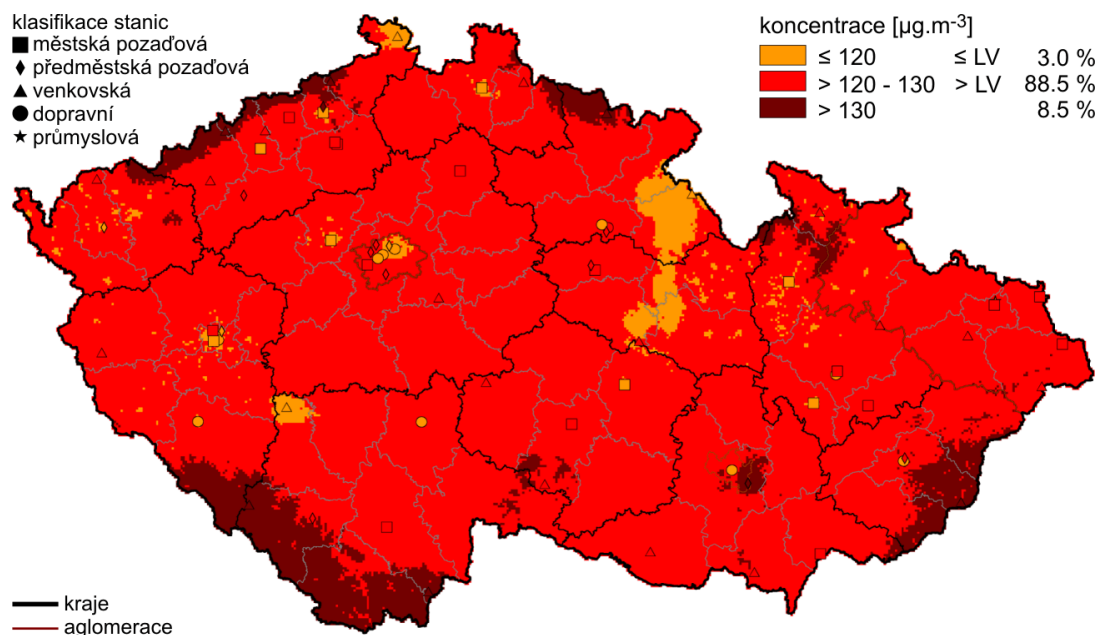 klasifikace stanic
městská pozaďová
předměstská pozaďová
venkovská
dopravní
průmyslová
koncentrace [µg.m-3]
≤ 120 ≤ LV 3.0 %
> 120 - 130 > LV 88.5 %
> 130 8.5 %
kraje
aglomerace